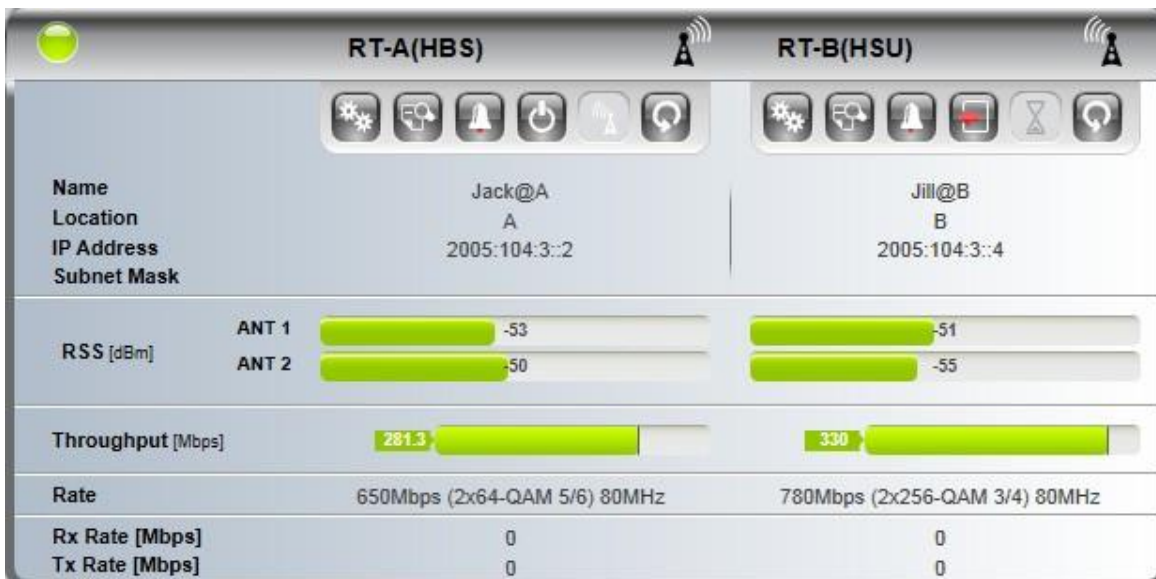 RT-A(HBS) RT-B(HSU)
Name Jack@A Jill@B
Location A B
IP Address 2005:104:3::2 2005:104:3::4
Subnet Mask
RSS [dBm] ANT 1 -53 -51
ANT 2 -50 -55
Throughput [Mbps] 281.3 330
Rate 650Mbps (2x64-QAM 5/6) 80MHz 780Mbps (2x256-QAM 3/4) 80MHz
Rx Rate [Mbps] 0 0
Tx Rate [Mbps] 0 0